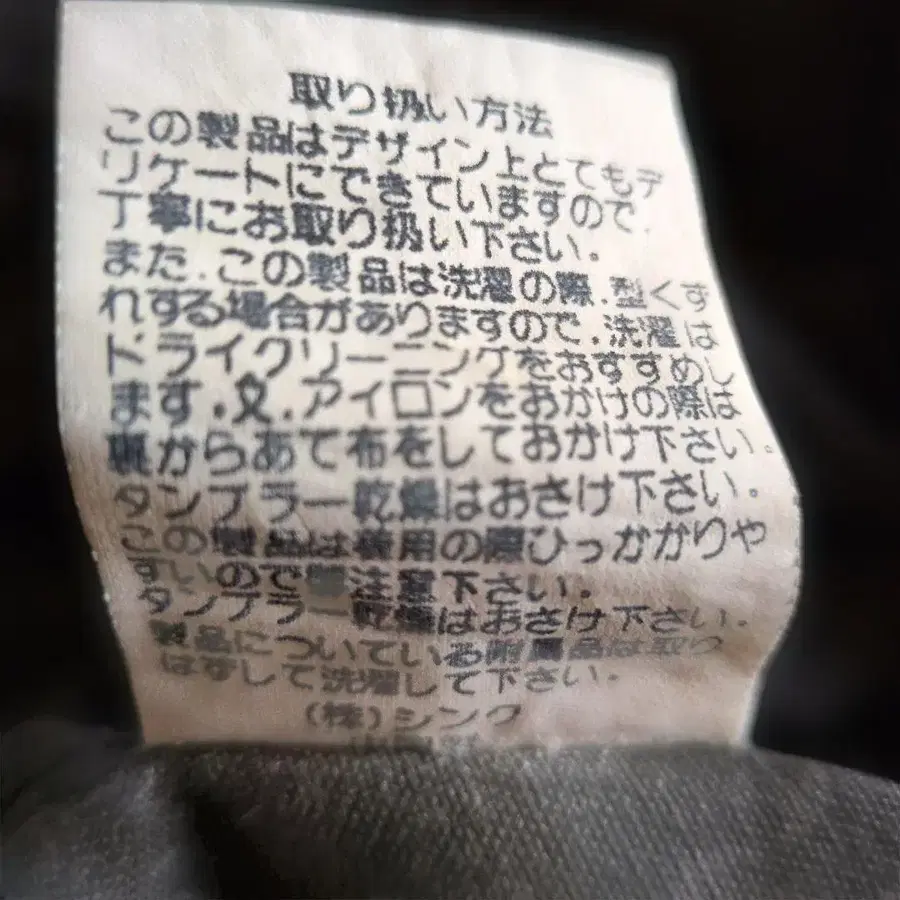 取り扱い方法
この製品はデザイン上とてもデ
リケートにできていますので、
丁寧にお取り扱い下さい.
また.この製品は洗濯の際.型くず
れする場合がありますので.洗濯は
ドライクリーニングをおすすめし
ます.又.アイロンをおかけの際は
裏からあて布をしておかけ下さい.
タンブラー乾燥はおさけ下さい.
この製品は着用の際ひっかかりや
すいので御注意下さい.
タンブラー乾燥はおさけ下さい.
製品についている附属品は取り
はずして洗濯して下さい.
(株)シンク